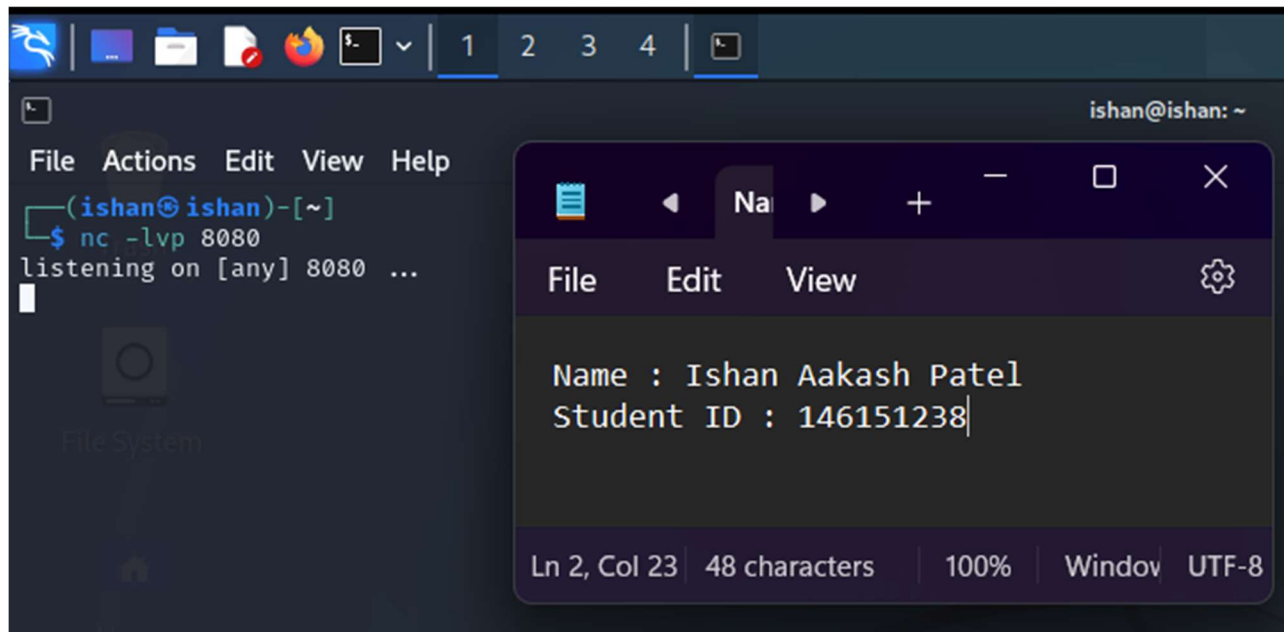 1 2 3 4
ishan@ishan: ~
File Actions Edit View Help
(ishan㉿ishan)-[~]
$ nc -lvp 8080
listening on [any] 8080 ...
File System
Na
File Edit View
Name : Ishan Aakash Patel
Student ID : 146151238
Ln 2, Col 23 48 characters 100% Window UTF-8